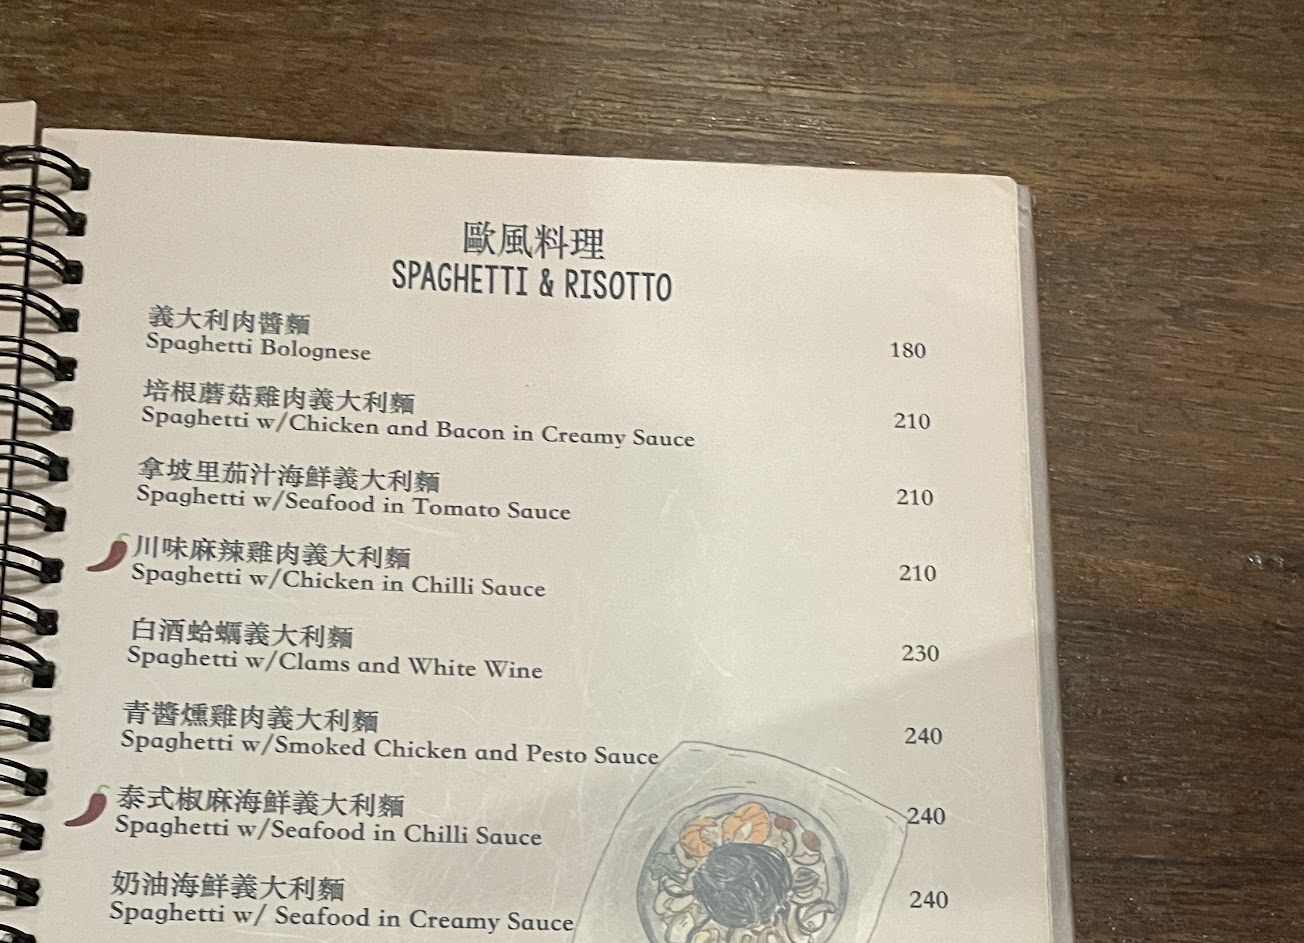 歐風料理
SPAGHETTI & RISOTTO
義大利肉醬麵
Spaghetti Bolognese
180
培根蘑菇雞肉義大利麵
Spaghetti w/Chicken and Bacon in Creamy Sauce
210
拿坡里茄汁海鮮義大利麵
Spaghetti w/Seafood in Tomato Sauce
210
川味麻辣雞肉義大利麵
Spaghetti w/Chicken in Chilli Sauce
210
白酒蛤蠣義大利麵
Spaghetti w/Clams and White Wine
230
青醬燻雞肉義大利麵
Spaghetti w/Smoked Chicken and Pesto Sauce
240
泰式椒麻海鮮義大利麵
Spaghetti w/Seafood in Chilli Sauce
240
奶油海鮮義大利麵
Spaghetti w/ Seafood in Creamy Sauce
240